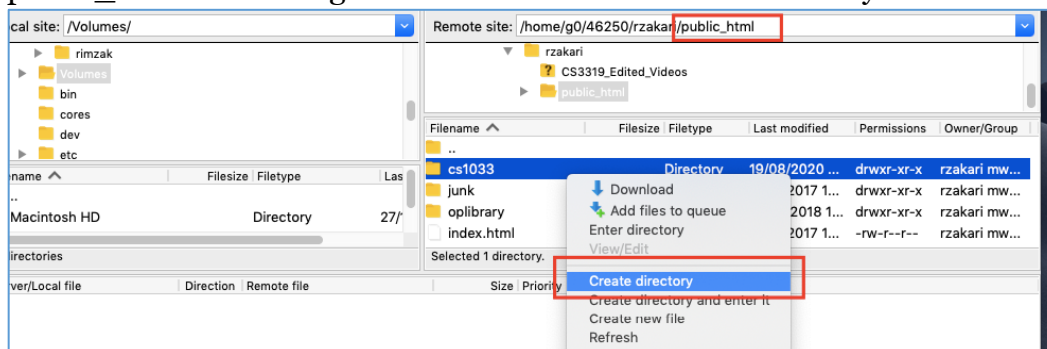 cal site: /Volumes/
rimzak
Volumes
bin
cores
dev
etc
name Filesize Filetype Las
..
Macintosh HD Directory 27/
irectories
Remote site: /home/g0/46250/rzakari/public_html
rzakari
? CS3319_Edited_Videos
public_html
Filename Filesize Filetype Last modified Permissions Owner/Group
..
cs1033 Directory 19/08/2020 ... drwxr-xr-x rzakari mw...
junk 2017 1... drwxr-xr-x rzakari mw...
oplibrary 2018 1... drwxr-xr-x rzakari mw...
index.html 2017 1... -rw-r--r-- rzakari mw...
Selected 1 directory.
Download
Add files to queue
Enter directory
View/Edit
Create directory
Create directory and enter it
Create new file
Refresh
ver/Local file Direction Remote file Size Priority